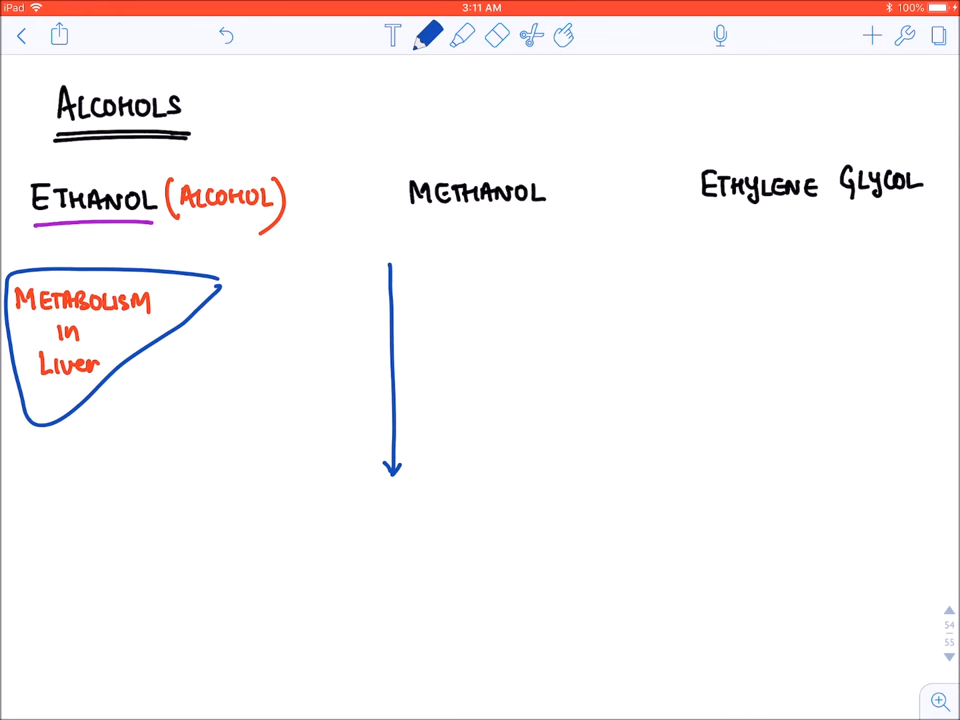 iPad 3:11 AM 100%
T
ALCOHOLS
ETHANOL (ALCOHOL) METHANOL ETHYLENE GLYCOL
METABOLISM
in
Liver
54
55